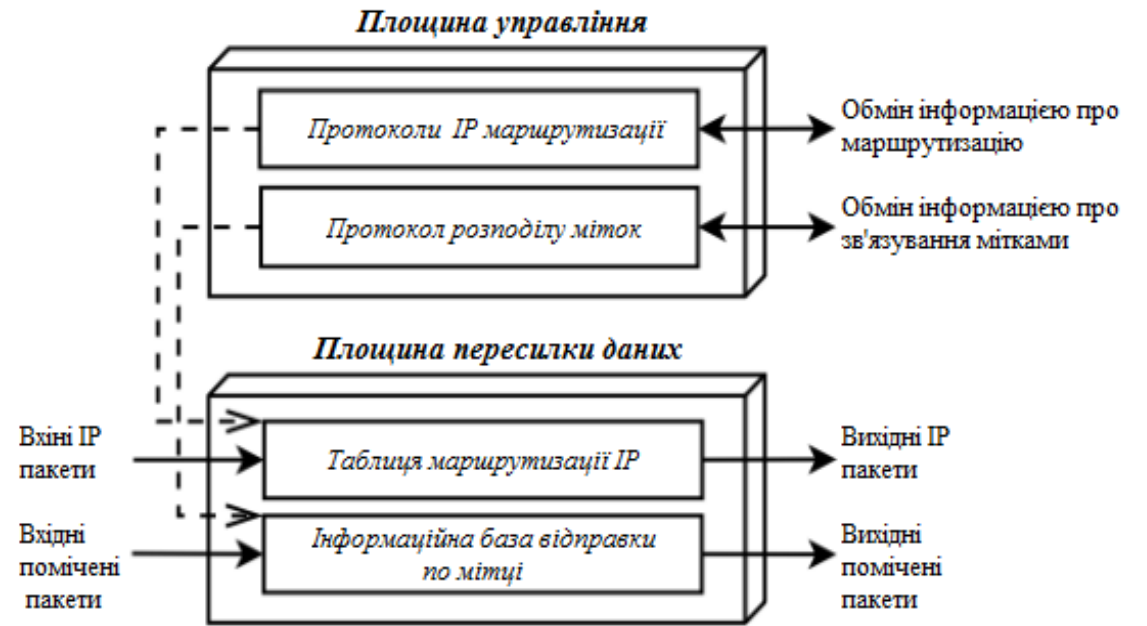 Площина управління
Протоколи IP маршрутизації
Обмін інформацією про
маршрутизацію
Протокол розподілу міток
Обмін інформацією про
зв'язування мітками
Площина пересилки даних
Вхіні IP
пакети
Таблиця маршрутизації IP
Вихідні IP
пакети
Вхідні
помічені
пакети
Інформаційна база відправки
по мітці
Вихідні
помічені
пакети